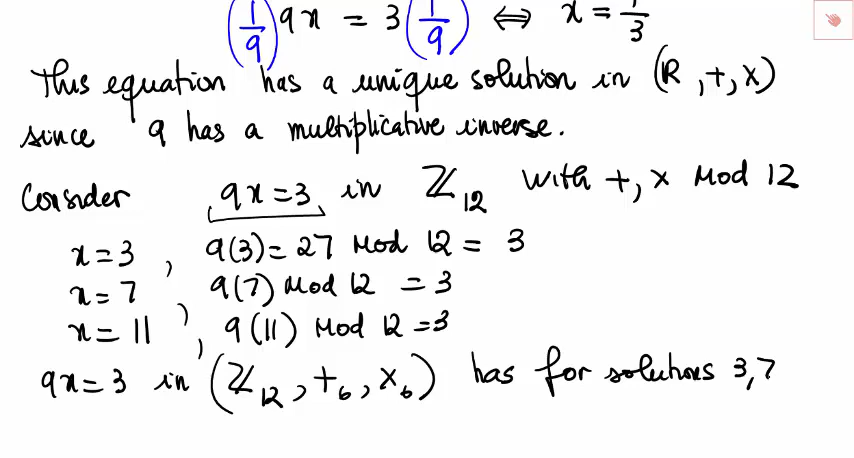 (1/9) 9x = 3 (1/9) ⇔ x = 1/3
This equation has a unique solution in (R, +, x)
since 9 has a multiplicative inverse.
Consider 9x = 3 in ℤ₁₂ with +, x Mod 12
x = 3 , 9(3) = 27 Mod 12 = 3
x = 7 , 9(7) Mod 12 = 3
x = 11 , 9(11) Mod 12 = 3
9x = 3 in (ℤ₁₂, +₆, x₆) has for solutions 3, 7